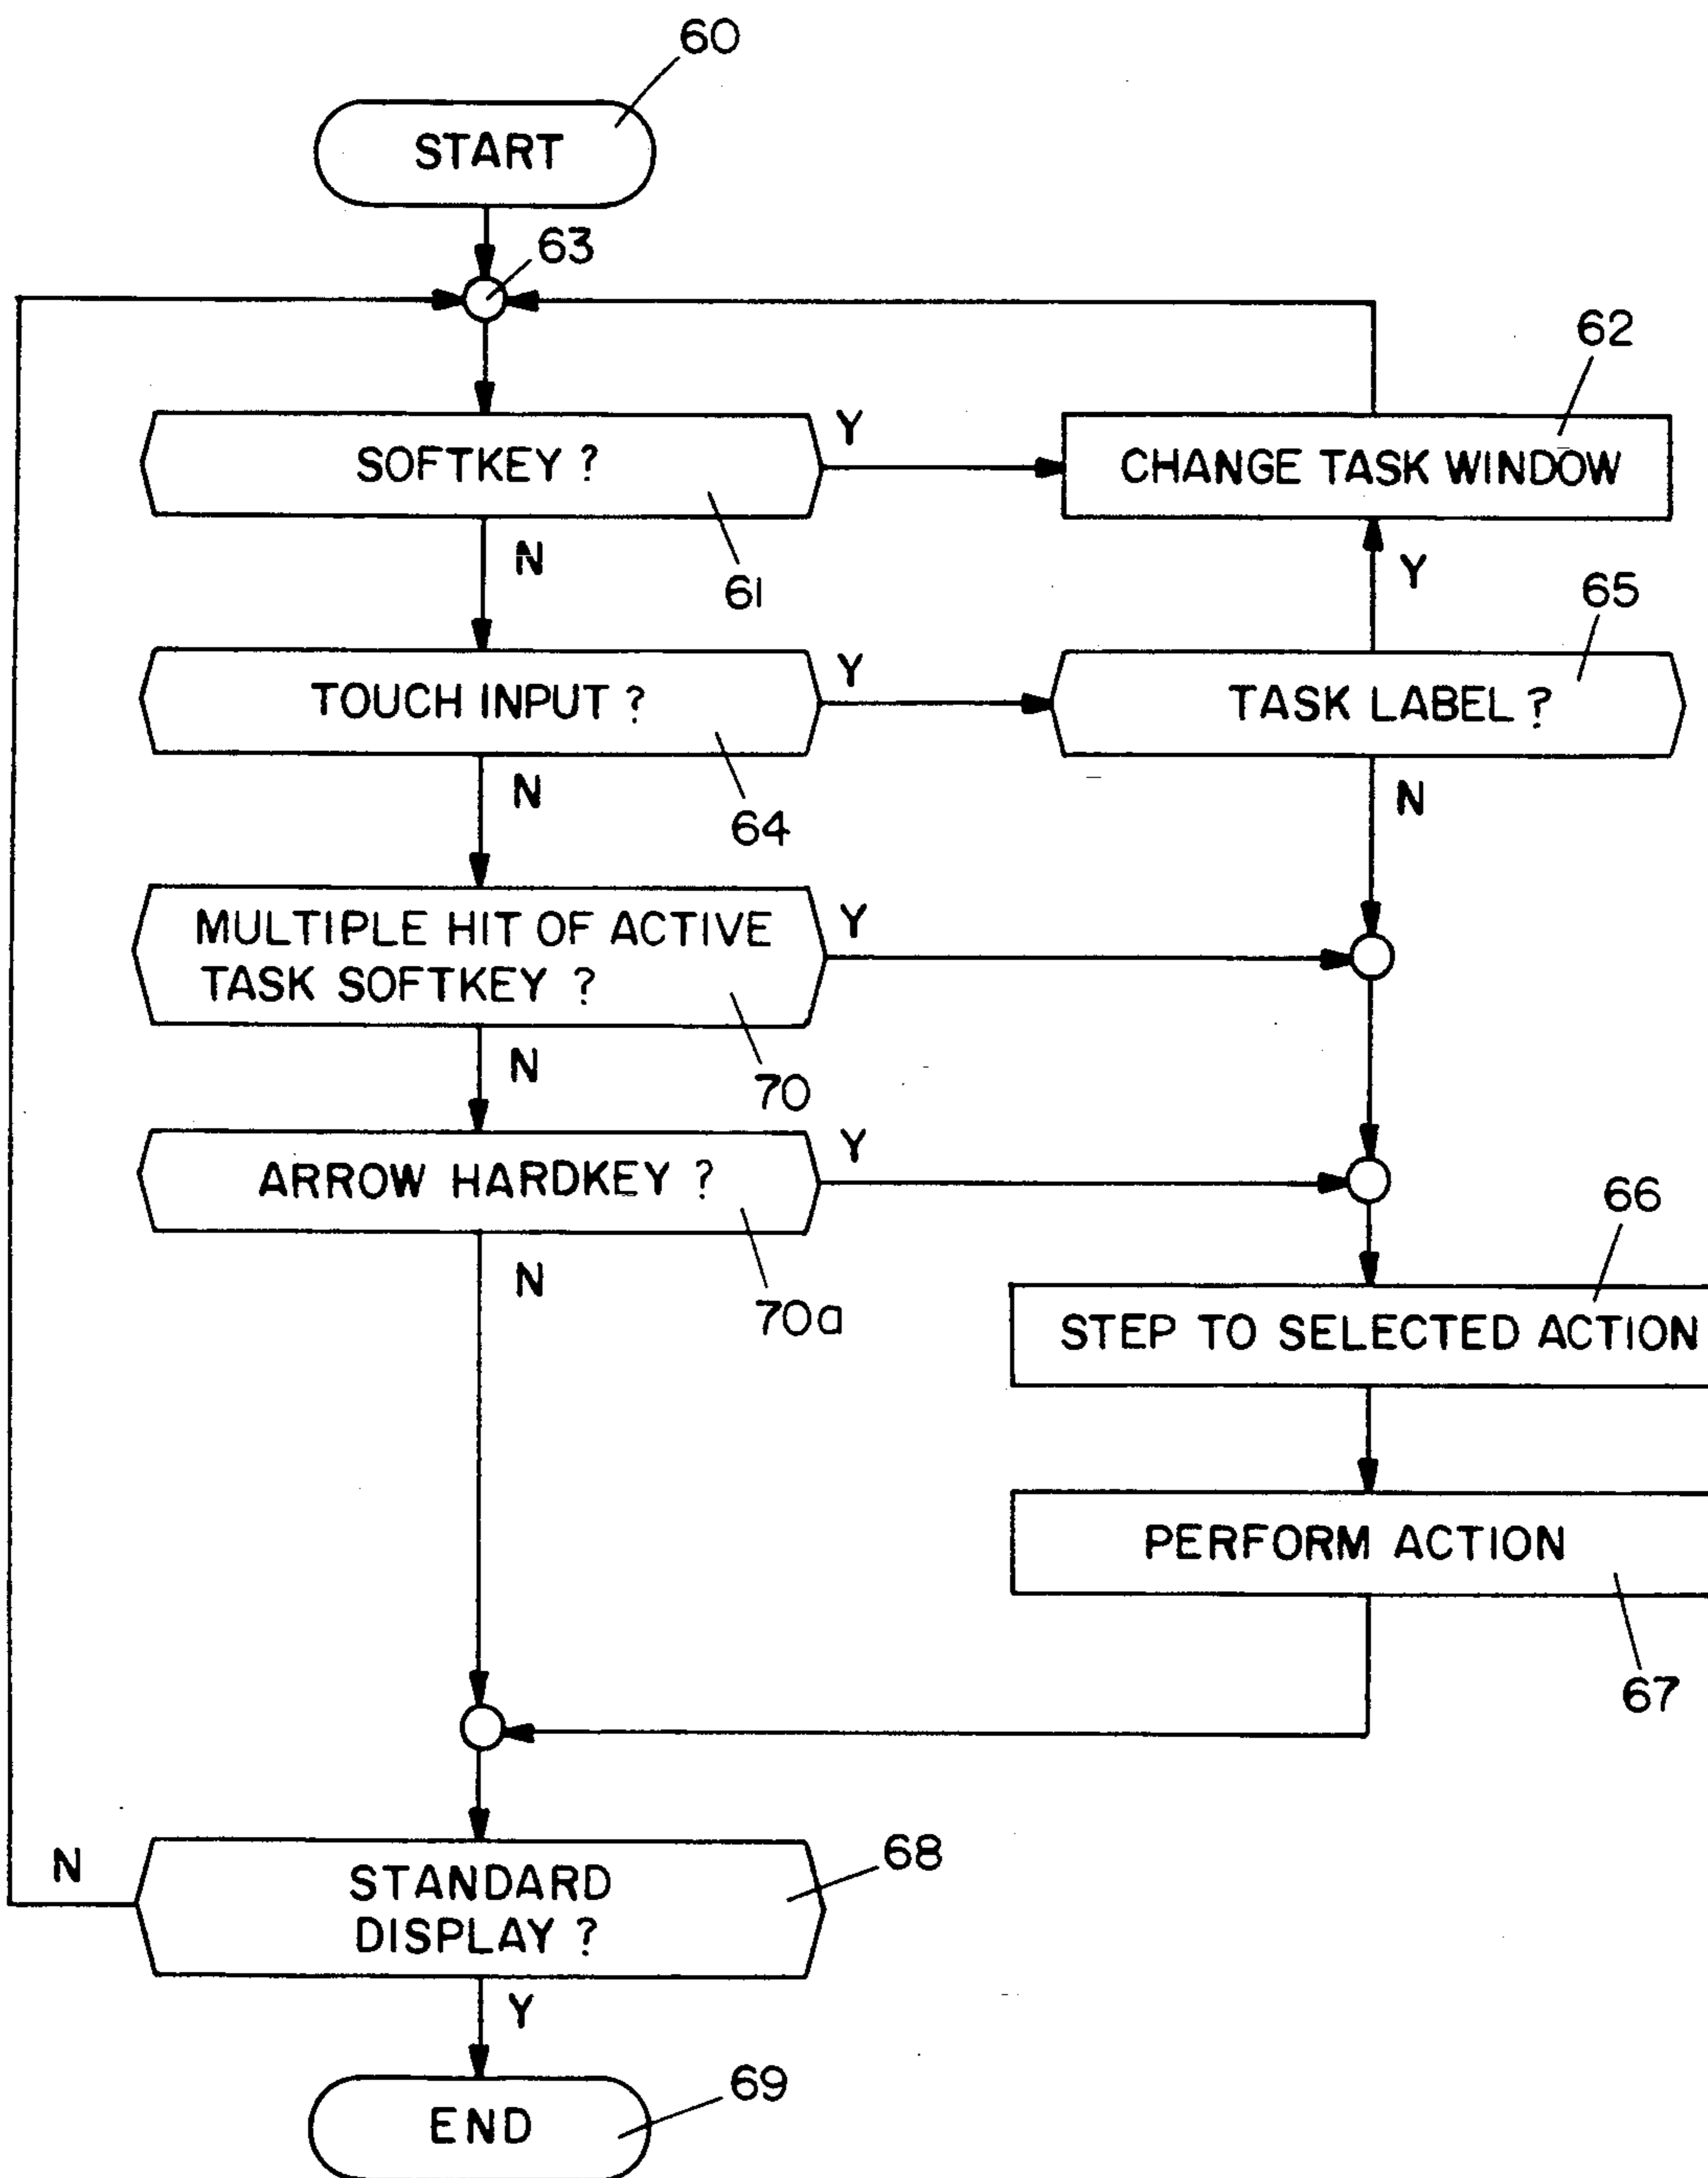 60
START
63
62
SOFTKEY ?
Y
CHANGE TASK WINDOW
N
61
Y
65
TOUCH INPUT ?
Y
TASK LABEL ?
N
64
N
MULTIPLE HIT OF ACTIVE
TASK SOFTKEY ?
Y
N
70
ARROW HARDKEY ?
Y
66
N
70a
STEP TO SELECTED ACTION
PERFORM ACTION
67
N
STANDARD
DISPLAY ?
68
Y
69
END